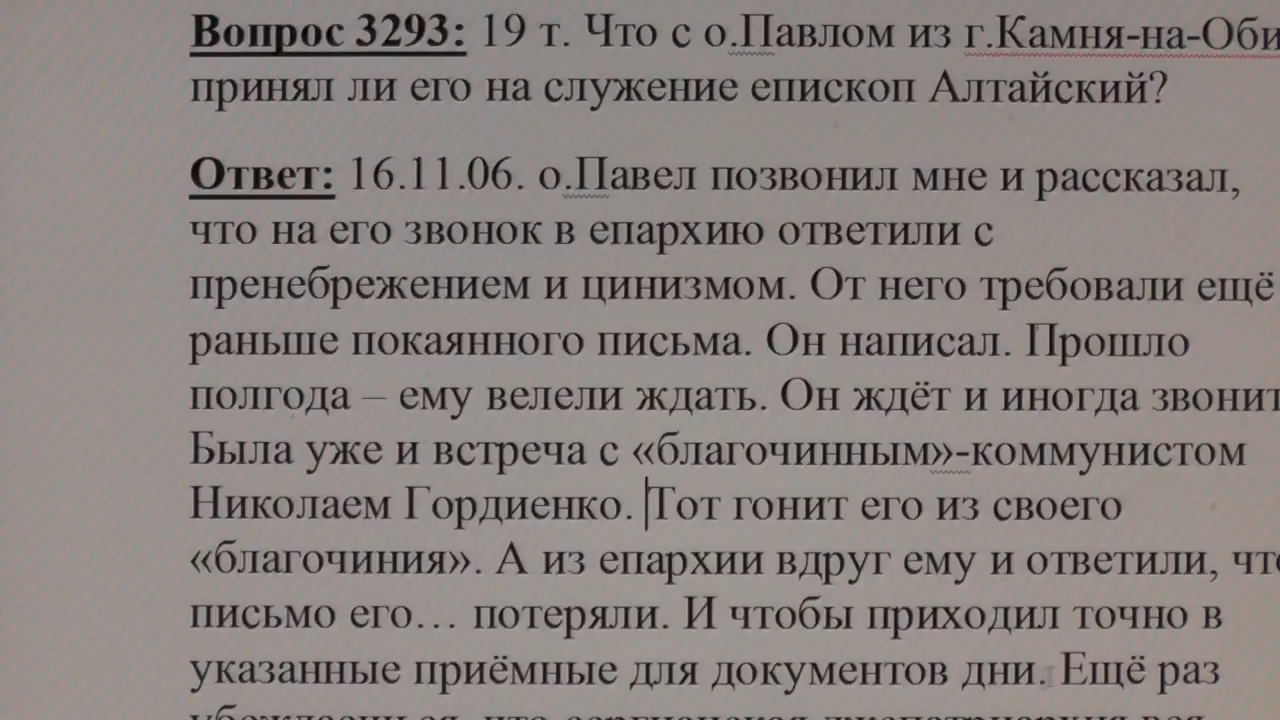 Вопрос 3293: 19 т. Что с о.Павлом из г.Камня-на-Оби
принял ли его на служение епископ Алтайский?
Ответ: 16.11.06. о.Павел позвонил мне и рассказал,
что на его звонок в епархию ответили с
пренебрежением и цинизмом. От него требовали ещё
раньше покаянного письма. Он написал. Прошло
полгода – ему велели ждать. Он ждёт и иногда звонит
Была уже и встреча с «благочинным»-коммунистом
Николаем Гордиенко. Тот гонит его из своего
«благочиния». А из епархии вдруг ему и ответили, что
письмо его… потеряли. И чтобы приходил точно в
указанные приёмные для документов дни. Ещё раз